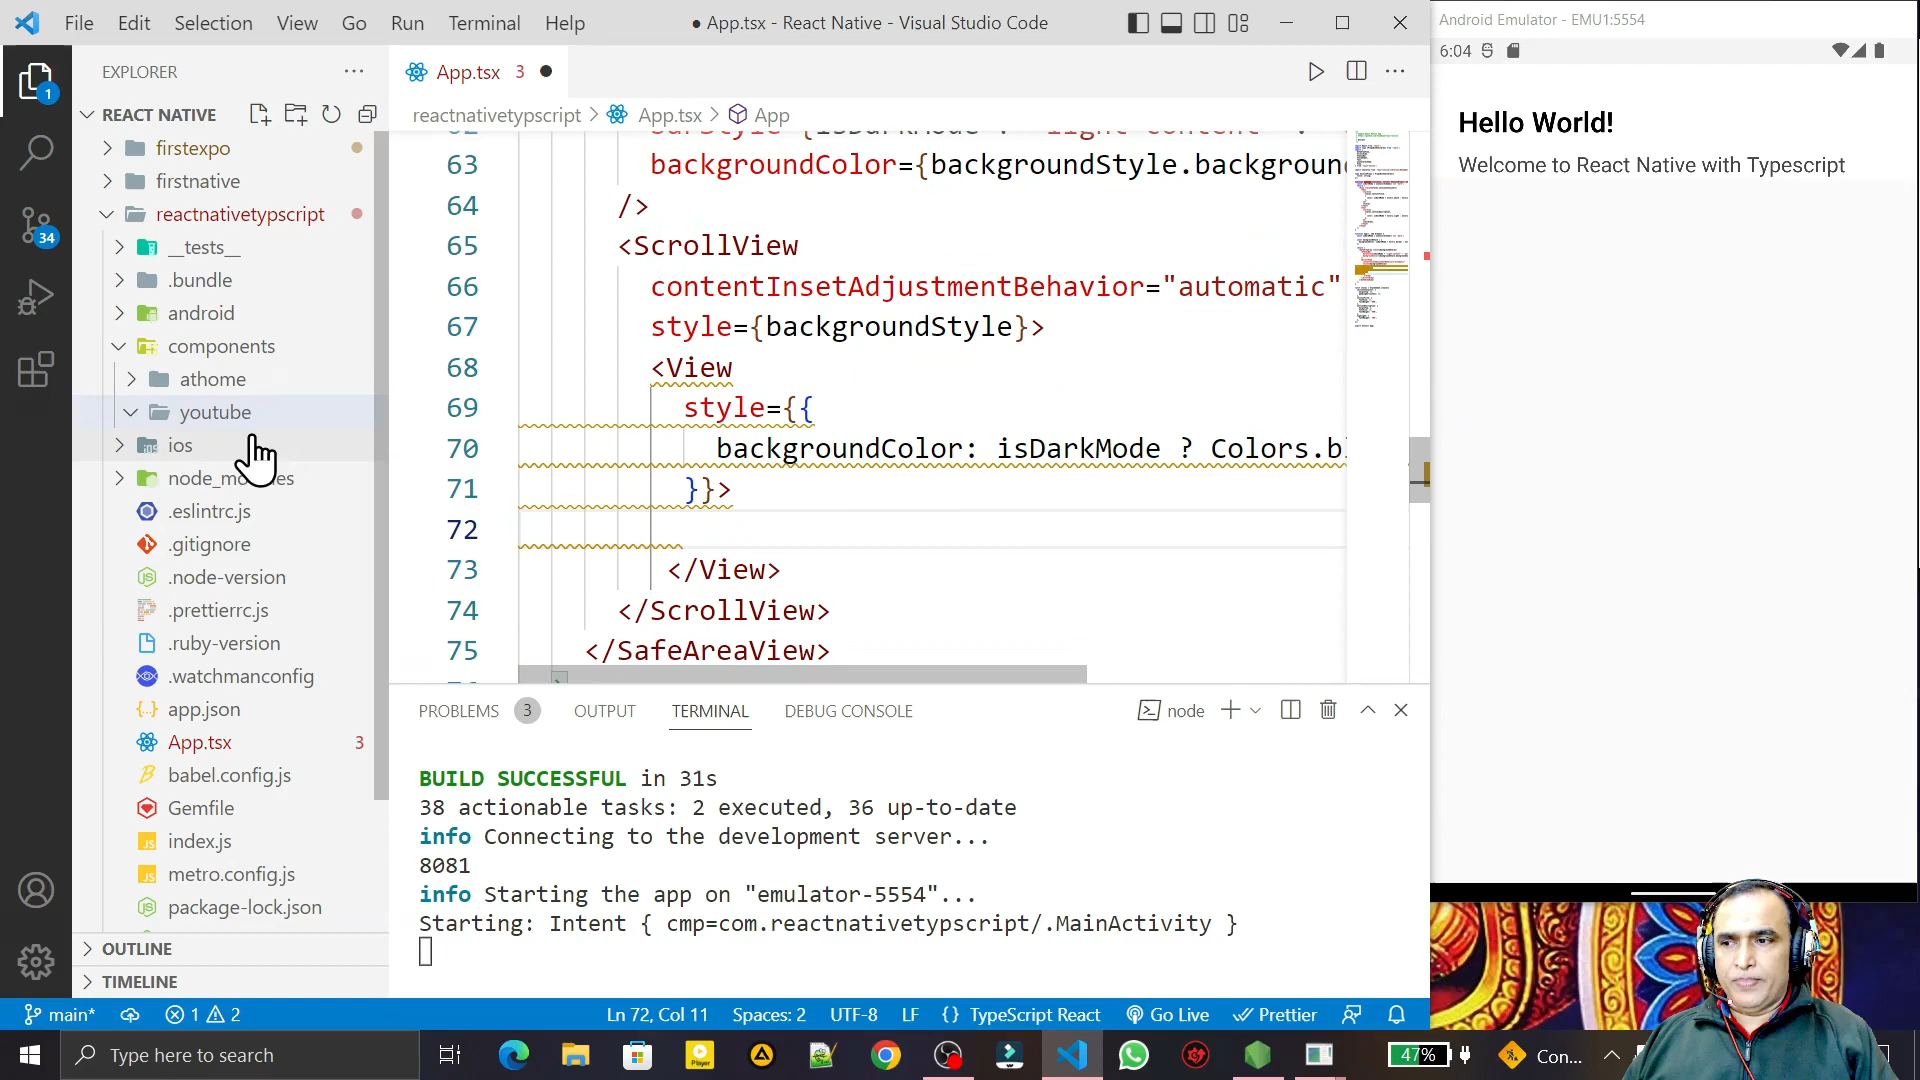 File Edit Selection View Go Run Terminal Help
● App.tsx - React Native - Visual Studio Code
Android Emulator - EMU1:5554
6:04
Hello World!
Welcome to React Native with Typescript
EXPLORER
REACT NATIVE
firstexpo
firstnative
reactnativetypscript
__tests__
.bundle
android
components
athome
youtube
ios
.eslintrc.js
.gitignore
.node-version
.prettierrc.js
.ruby-version
.watchmanconfig
app.json
App.tsx 3
babel.config.js
Gemfile
index.js
metro.config.js
package-lock.json
OUTLINE
TIMELINE
1
34
App.tsx 3
reactnativetypscript > App.tsx > App
63 backgroundColor={backgroundStyle.backgroun
64 />
65 <ScrollView
66 contentInsetAdjustmentBehavior="automatic"
67 style={backgroundStyle}>
68 <View
69 style={{
70 backgroundColor: isDarkMode ? Colors.bl
71 }}>
72
73 </View>
74 </ScrollView>
75 </SafeAreaView>
PROBLEMS 3 OUTPUT TERMINAL DEBUG CONSOLE
node
BUILD SUCCESSFUL in 31s
38 actionable tasks: 2 executed, 36 up-to-date
info Connecting to the development server...
8081
info Starting the app on "emulator-5554"...
Starting: Intent { cmp=com.reactnativetypscript/.MainActivity }
main* 1 2 Ln 72, Col 11 Spaces: 2 UTF-8 LF {} TypeScript React Go Live Prettier
Type here to search
47%
Con...